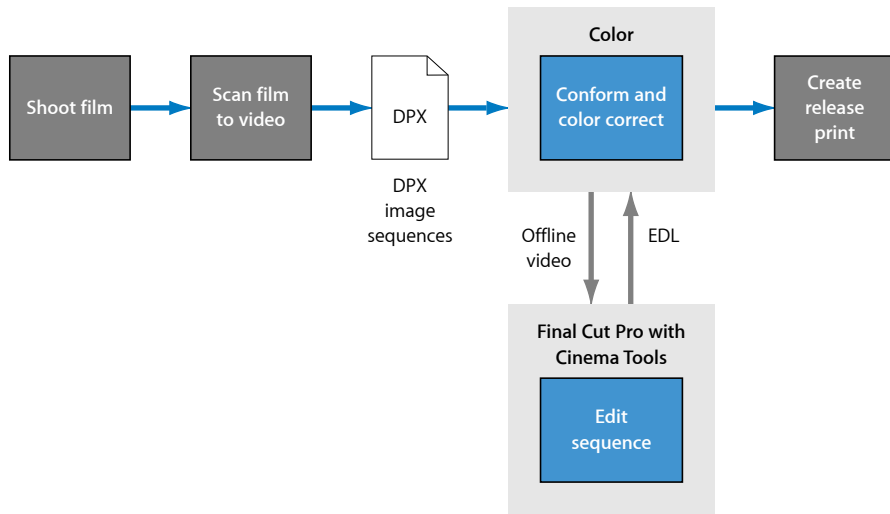 Shoot film
Scan film
to video
DPX
DPX
image
sequences
Color
Conform and
color correct
Create
release
print
Offline
video
EDL
Final Cut Pro with
Cinema Tools
Edit
sequence